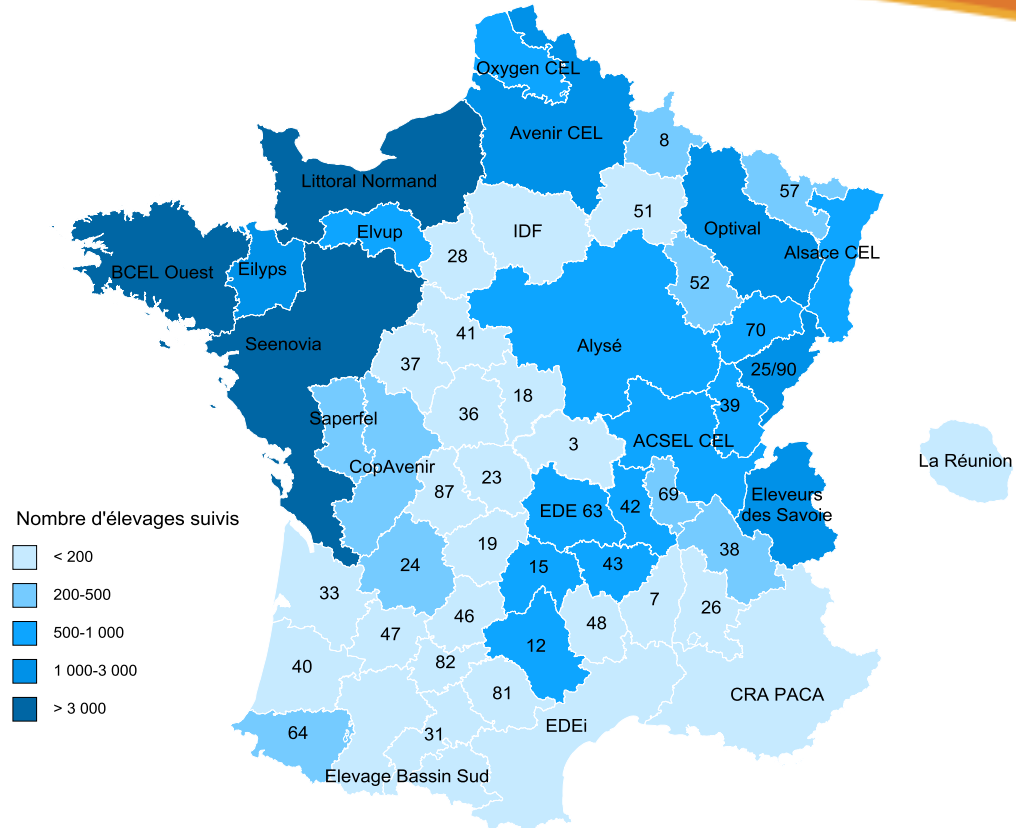 Oxygen CEL
Avenir CEL
8
Littoral Normand
57
51
Elvup
IDF
Optival
Alsace CEL
BCEL Ouest
Eilyps
28
52
Seenovia
41
Alysé
70
37
25/90
18
39
Saperfel
36
ACSEL CEL
3
CopAvenir
23
87
La Réunion
EDE 63
42
69
Eleveurs
des Savoie
Nombre d'élevages suivis
< 200
200-500
500-1 000
1 000-3 000
> 3 000
19
38
24
15
43
33
7
26
46
48
47
12
40
82
81
CRA PACA
64
31
EDEi
Elevage Bassin Sud